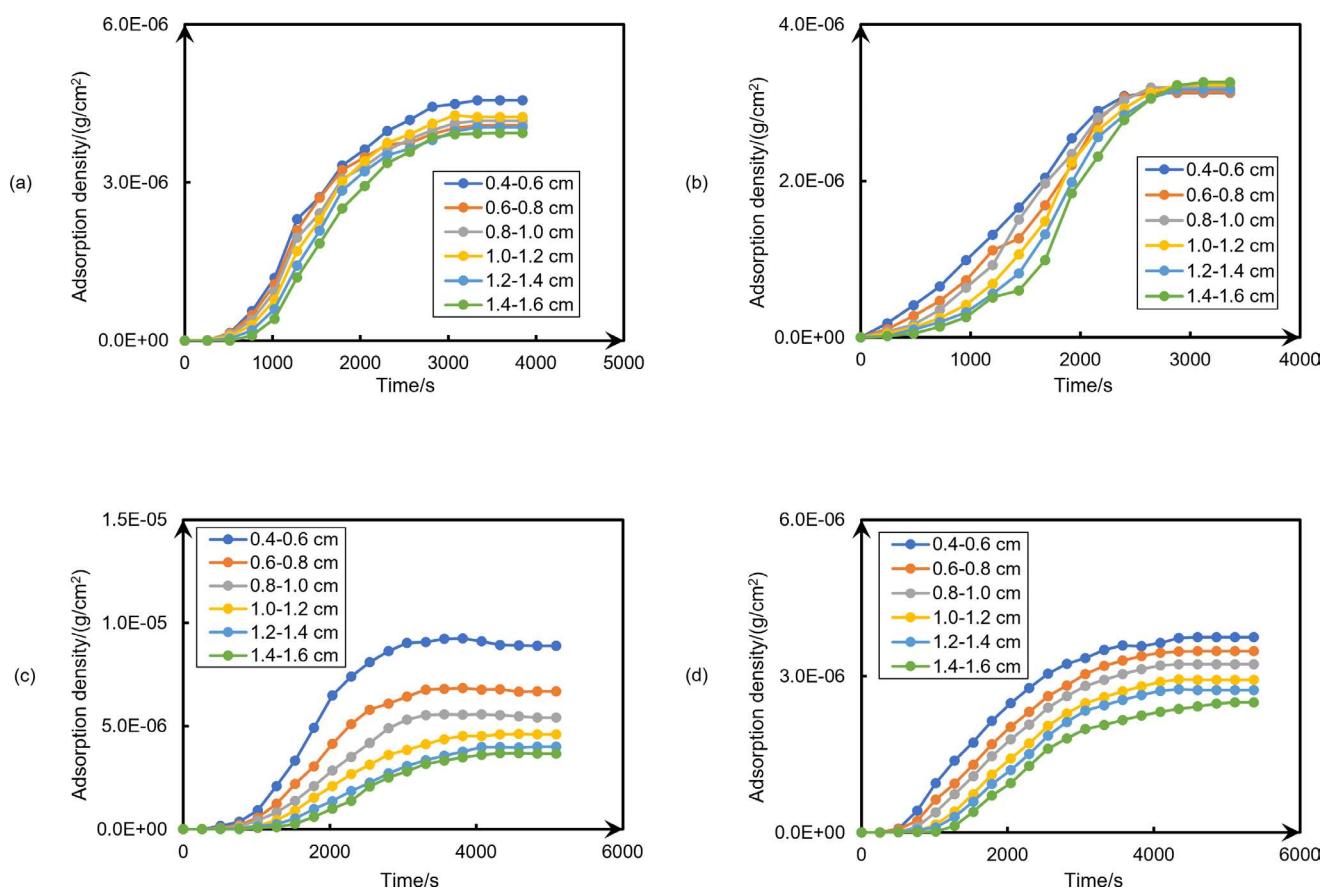 (a)
Adsorption density/(g/cm²)
6.0E-06
3.0E-06
0.0E+00
0 1000 2000 3000 4000 5000
Time/s
0.4-0.6 cm
0.6-0.8 cm
0.8-1.0 cm
1.0-1.2 cm
1.2-1.4 cm
1.4-1.6 cm
(b)
Adsorption density/(g/cm²)
4.0E-06
2.0E-06
0.0E+00
0 1000 2000 3000 4000
Time/s
0.4-0.6 cm
0.6-0.8 cm
0.8-1.0 cm
1.0-1.2 cm
1.2-1.4 cm
1.4-1.6 cm
(c)
Adsorption density/(g/cm²)
1.5E-05
1.0E-05
5.0E-06
0.0E+00
0 2000 4000 6000
Time/s
0.4-0.6 cm
0.6-0.8 cm
0.8-1.0 cm
1.0-1.2 cm
1.2-1.4 cm
1.4-1.6 cm
(d)
Adsorption density/(g/cm²)
6.0E-06
3.0E-06
0.0E+00
0 2000 4000 6000
Time/s
0.4-0.6 cm
0.6-0.8 cm
0.8-1.0 cm
1.0-1.2 cm
1.2-1.4 cm
1.4-1.6 cm